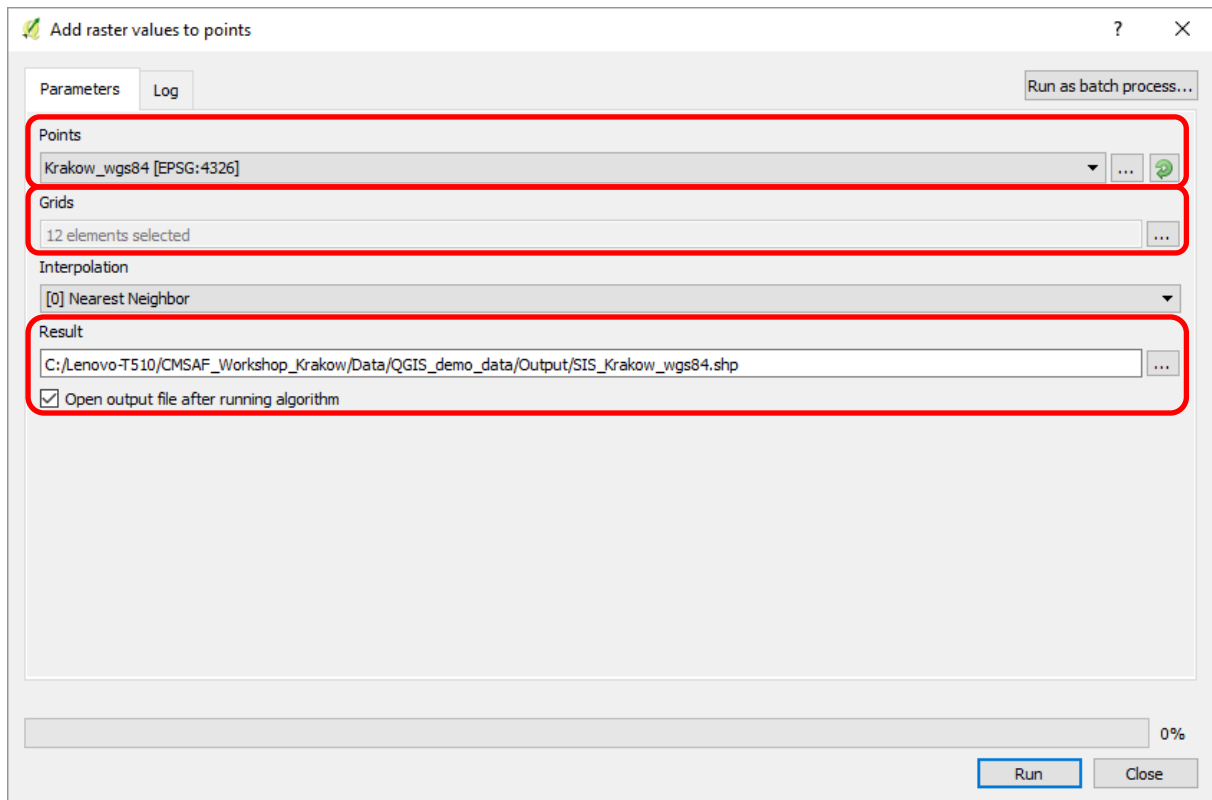 Add raster values to points
? ×
Parameters Log Run as batch process...
Points
Krakow_wgs84 [EPSG:4326] ...
Grids
12 elements selected ...
Interpolation
[0] Nearest Neighbor
Result
C:/Lenovo-T510/CMSAF_Workshop_Krakow/Data/QGIS_demo_data/Output/SIS_Krakow_wgs84.shp ...
Open output file after running algorithm
0%
Run Close